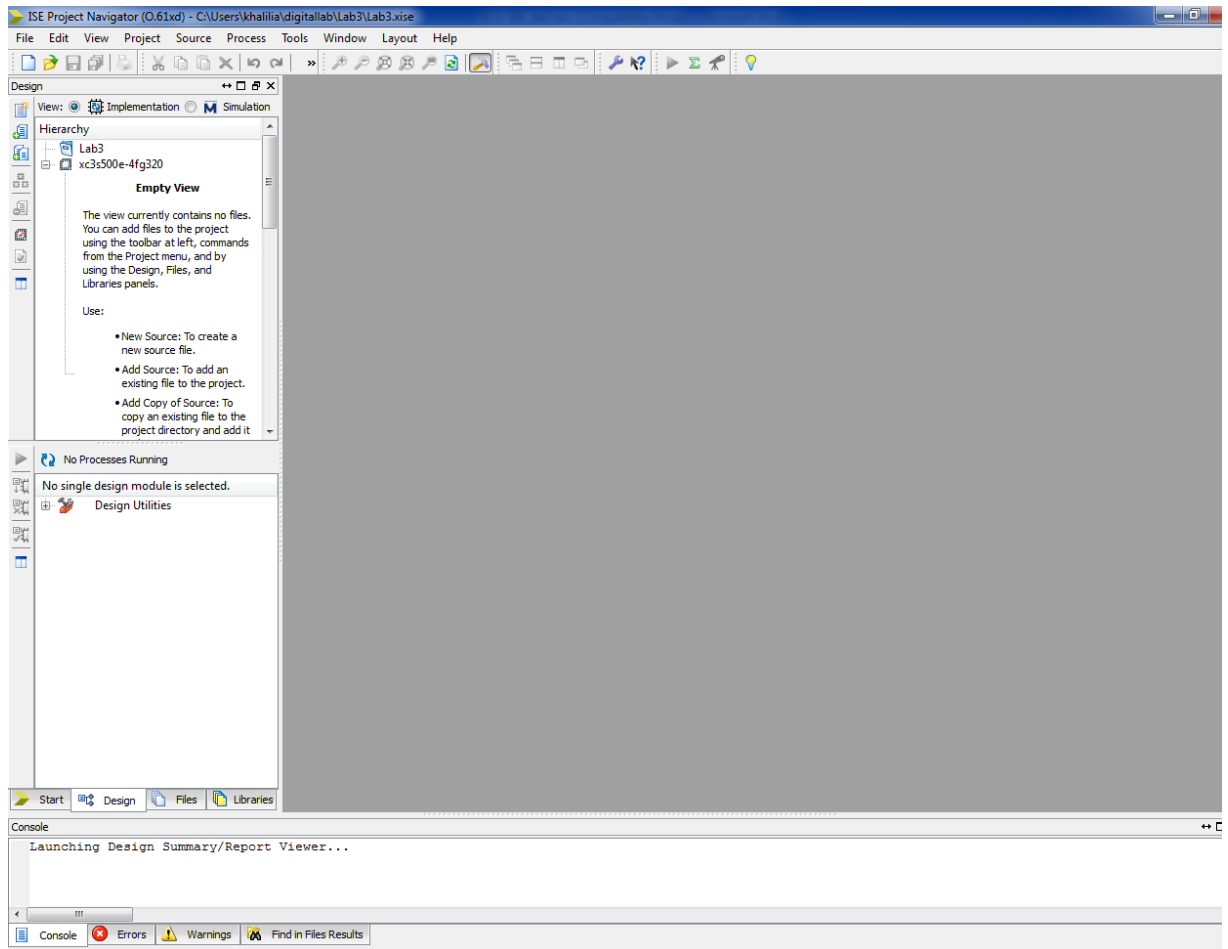 ISE Project Navigator (O.61xd) - C:\Users\khalilia\digitallab\Lab3\Lab3.xise
File Edit View Project Source Process Tools Window Layout Help
»
Design
View: Implementation Simulation
Hierarchy
Lab3
xc3s500e-4fg320
Empty View
The view currently contains no files.
You can add files to the project
using the toolbar at left, commands
from the Project menu, and by
using the Design, Files, and
Libraries panels.
Use:
•New Source: To create a
new source file.
•Add Source: To add an
existing file to the project.
•Add Copy of Source: To
copy an existing file to the
project directory and add it
No Processes Running
No single design module is selected.
Design Utilities
Start Design Files Libraries
Console
Launching Design Summary/Report Viewer...
Console Errors Warnings Find in Files Results